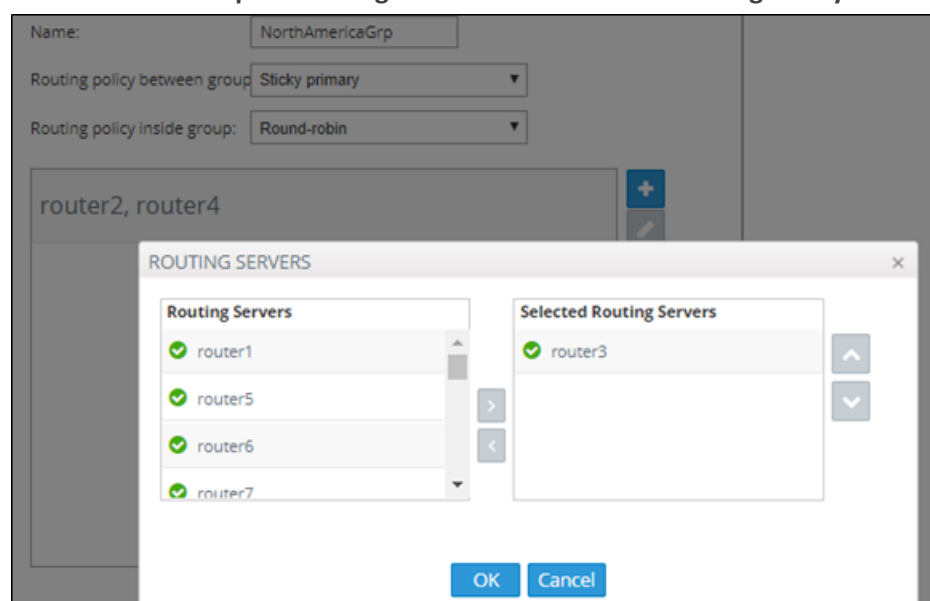 Name: NorthAmericaGrp
Routing policy between group Sticky primary
Routing policy inside group: Round-robin
router2, router4
ROUTING SERVERS
Routing Servers Selected Routing Servers
router1 router3
router5
router6
router7
OK Cancel